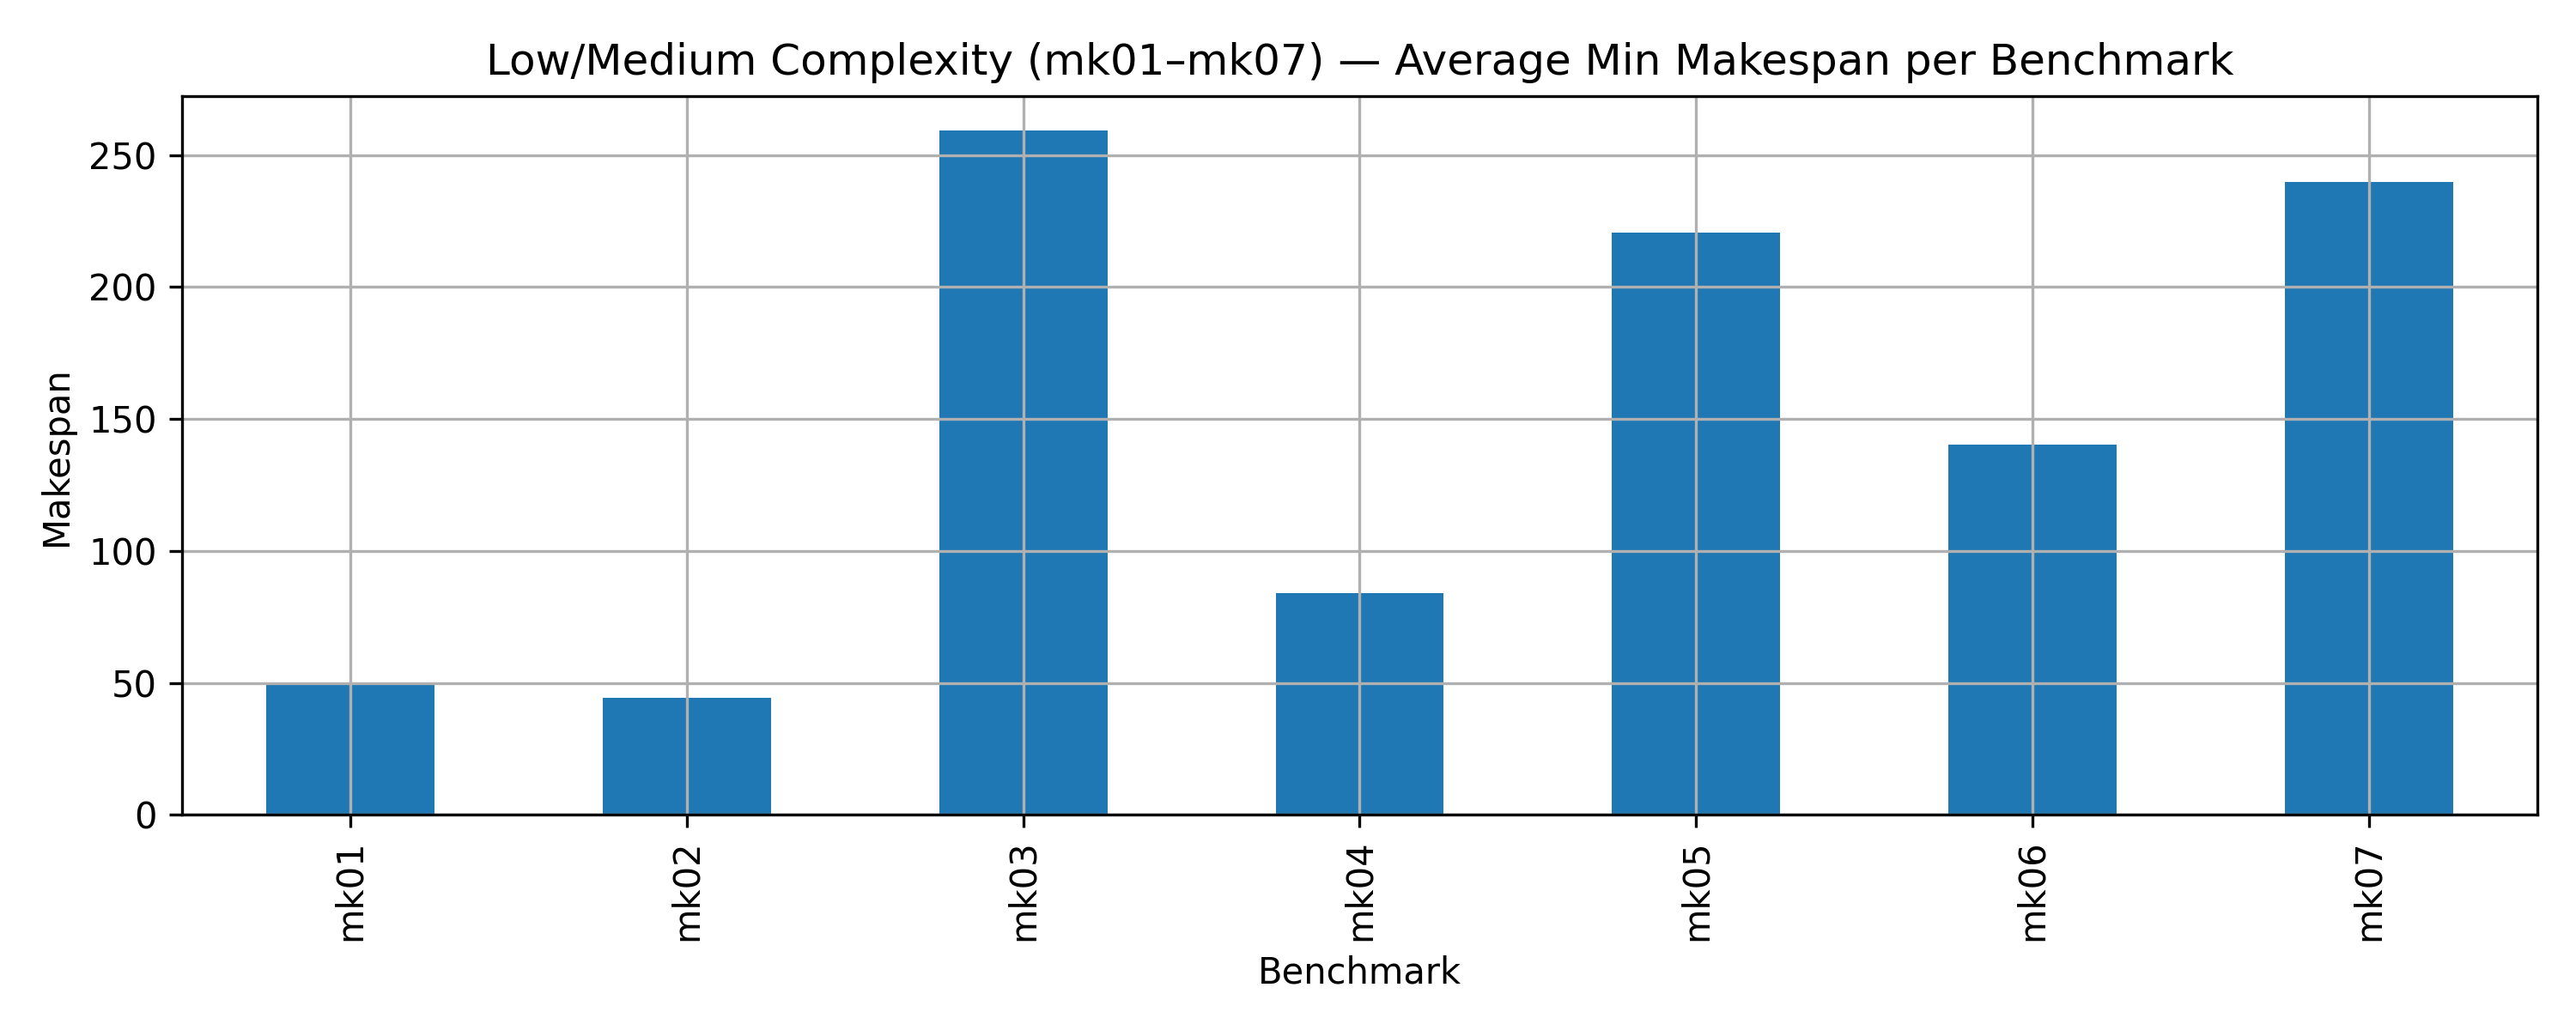 Low/Medium Complexity (mk01–mk07) — Average Min Makespan per Benchmark
Makespan
250
200
150
100
50
0
mk01
mk02
mk03
mk04
mk05
mk06
mk07
Benchmark